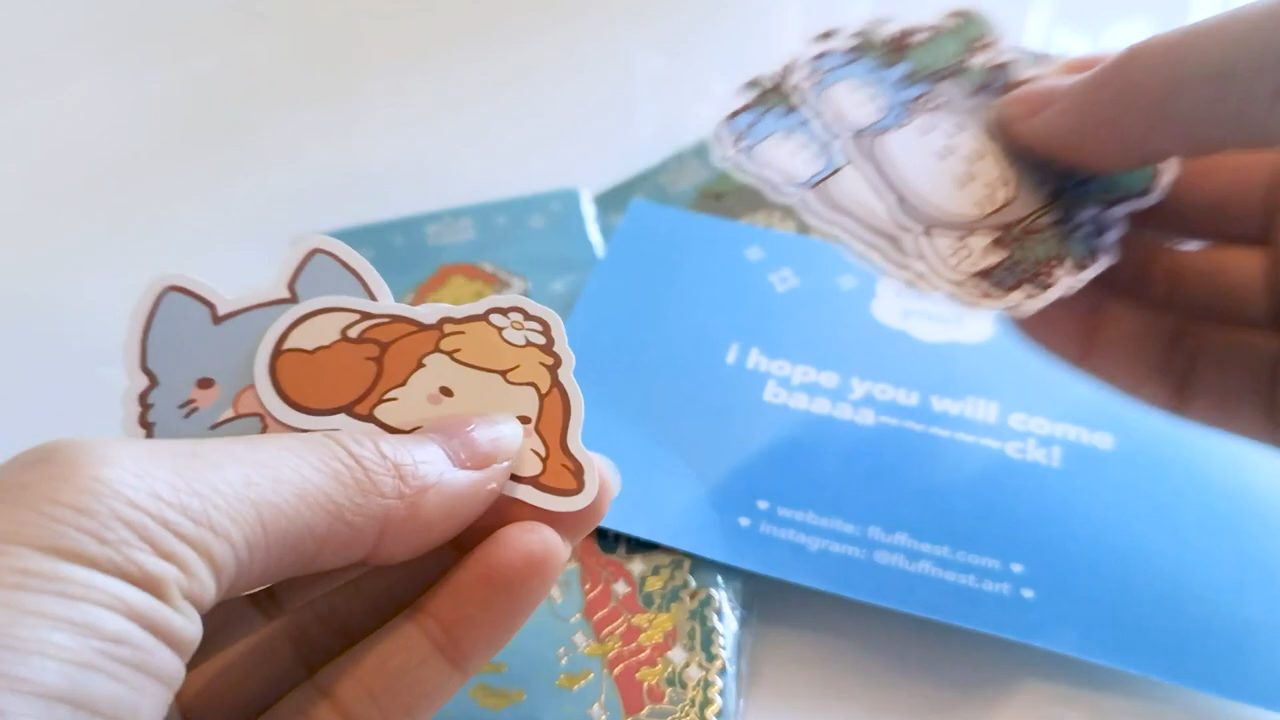 i hope you will come
baaaa~~~~~~ck!
♥ website: fluffnest.com ♥
♥ instagram: @fluffnest.art ♥